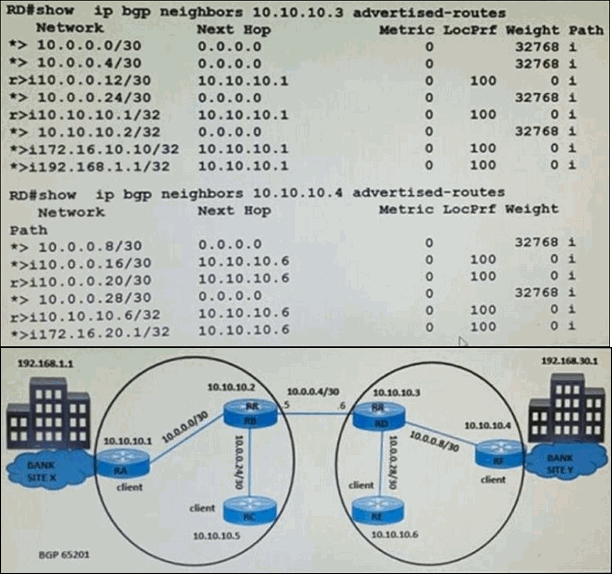 RD#show ip bgp neighbors 10.10.10.3 advertised-routes
Network Next Hop Metric LocPrf Weight Path
*> 10.0.0.0/30 0.0.0.0 0 32768 i
*> 10.0.0.4/30 0.0.0.0 0 32768 i
r>i10.0.0.12/30 10.10.10.1 0 100 0 i
*> 10.0.0.24/30 0.0.0.0 0 32768 i
r>i10.10.10.1/32 10.10.10.1 0 100 0 i
*> 10.10.10.2/32 0.0.0.0 0 32768 i
*>i172.16.10.10/32 10.10.10.1 0 100 0 i
*>i192.168.1.1/32 10.10.10.1 0 100 0 i
RD#show ip bgp neighbors 10.10.10.4 advertised-routes
Network Next Hop Metric LocPrf Weight
Path
*> 10.0.0.8/30 0.0.0.0 0 32768 i
*>i10.0.0.16/30 10.10.10.6 0 100 0 i
r>i10.0.0.20/30 10.10.10.6 0 100 0 i
*> 10.0.0.28/30 0.0.0.0 0 32768 i
r>i10.10.10.6/32 10.10.10.6 0 100 0 i
*>i172.16.20.1/32 10.10.10.6 0 100 0 i
192.168.1.1
192.168.30.1
10.10.10.2
10.0.0.4/30
10.10.10.3
RR
.5
.6
RR
RB
RD
10.10.10.4
10.10.10.1
10.0.0.0/30
10.0.0.8/30
BANK
SITE X
RA
RF
BANK
SITE Y
10.0.0.24/30
10.0.0.28/30
client
client
client
client
RC
RE
10.10.10.5
10.10.10.6
BGP 65201